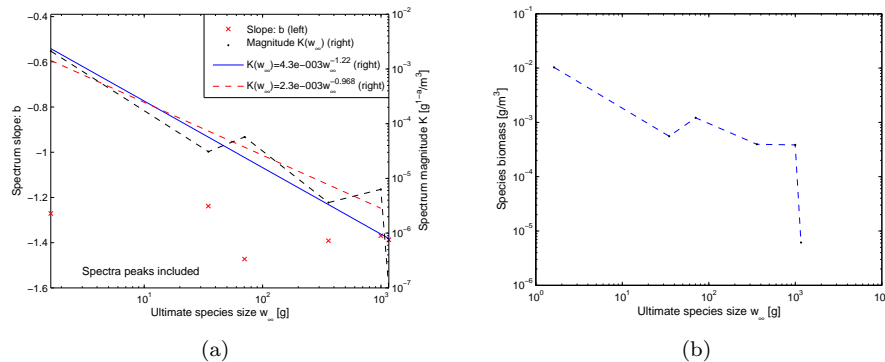 −0.4
−0.6
−0.8
−1
−1.2
−1.4
−1.6
Spectrum slope: b
Slope: b (left)
Magnitude K(w∞) (right)
K(w∞)=4.3e−003w∞^−1.22 (right)
K(w∞)=2.3e−003w∞^−0.968 (right)
Spectra peaks included
10^1 10^2 10^3
Ultimate species size w∞ [g]
10^−2
10^−3
10^−4
10^−5
10^−6
10^−7
Spectrum magnitude K [g^1−a/m^3]
(a)
10^−1
10^−2
10^−3
10^−4
10^−5
10^−6
Species biomass [g/m^3]
10^0 10^1 10^2 10^3 10
Ultimate species size w∞ [g]
(b)